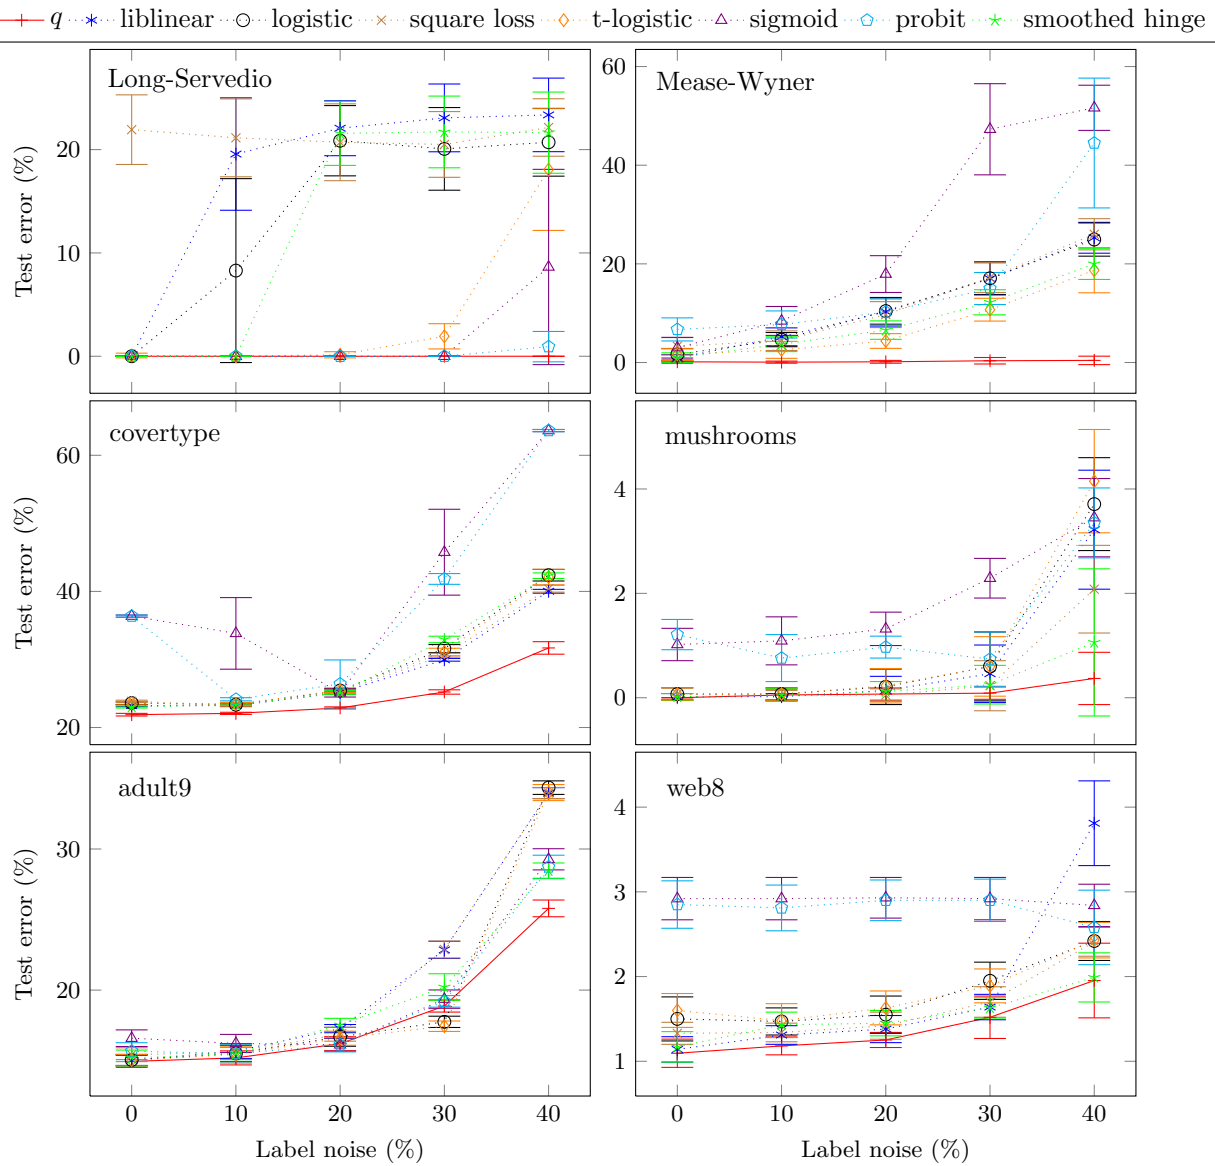 q liblinear logistic square loss t-logistic sigmoid probit smoothed hinge
Long-Servedio
Test error (%)
20
10
0
Mease-Wyner
60
40
20
0
covertype
Test error (%)
60
40
20
mushrooms
4
2
0
adult9
Test error (%)
30
20
0 10 20 30 40
Label noise (%)
web8
4
3
2
1
0 10 20 30 40
Label noise (%)